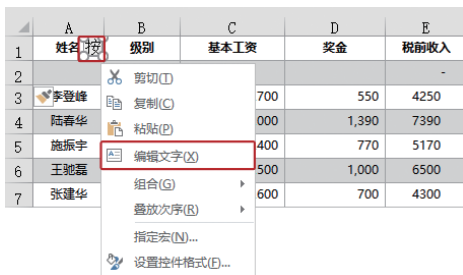 A B C D E
1 姓名 按 级别 基本工资 奖金 税前收入
2 -
3 李登峰 700 550 4250
4 陆春华 000 1,390 7390
5 施振宇 400 770 5170
6 王驰磊 500 1,000 6500
7 张建华 600 700 4300
剪切(T)
复制(C)
粘贴(P)
编辑文字(X)
组合(G)
叠放次序(R)
指定宏(N)...
设置控件格式(F)...